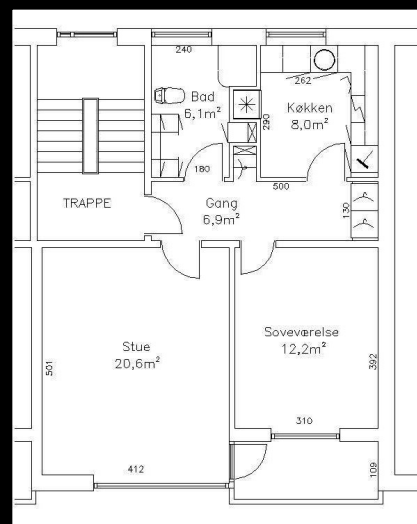 240
Bad
6,1m²
262
Køkken
8,0m²
290
180
500
TRAPPE
Gang
6,9m²
130
Stue
20,6m²
Soveværelse
12,2m²
501
392
310
412
109